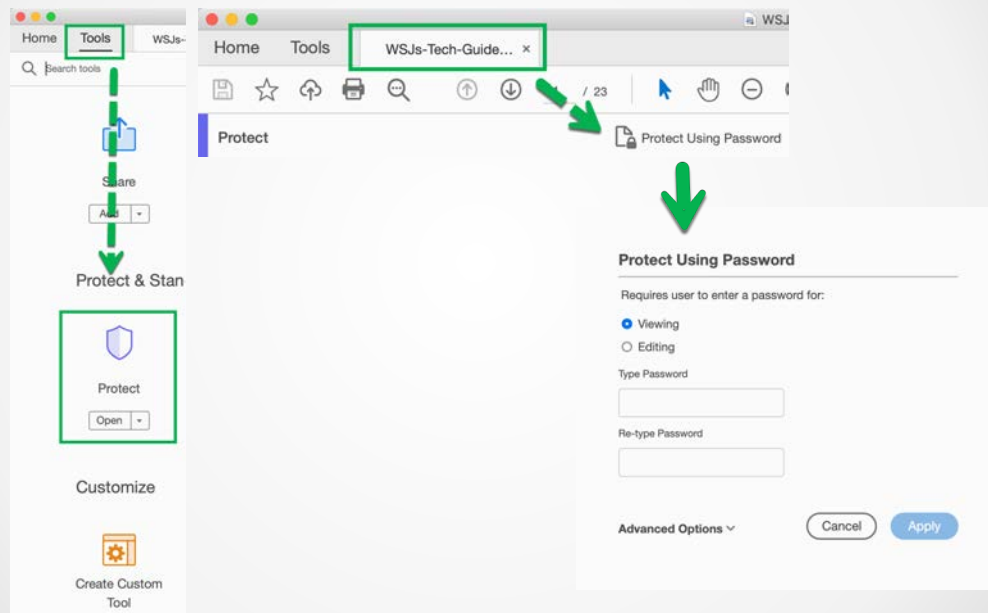 Home Tools WSJs-
Search tools
Share
Add
Protect & Stan
Protect
Open
Customize
Create Custom
Tool
WSJ
Home Tools WSJs-Tech-Guide... ×
/ 23
Protect
Protect Using Password
Protect Using Password
Requires user to enter a password for:
Viewing
Editing
Type Password
Re-type Password
Advanced Options
Cancel
Apply